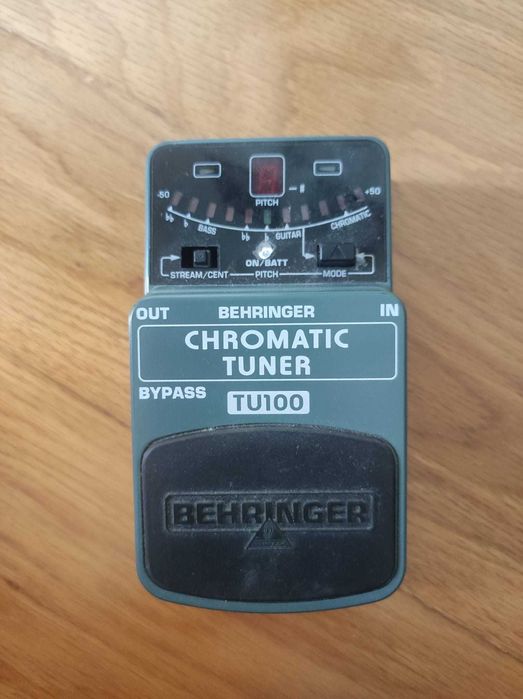 -50 +50
PITCH
♭♭ ♭ BASS ♭♭ ♭ GUITAR CHROMATIC
ON/BATT
STREAM/CENT PITCH MODE
OUT BEHRINGER IN
CHROMATIC
TUNER
BYPASS
TU100
BEHRINGER